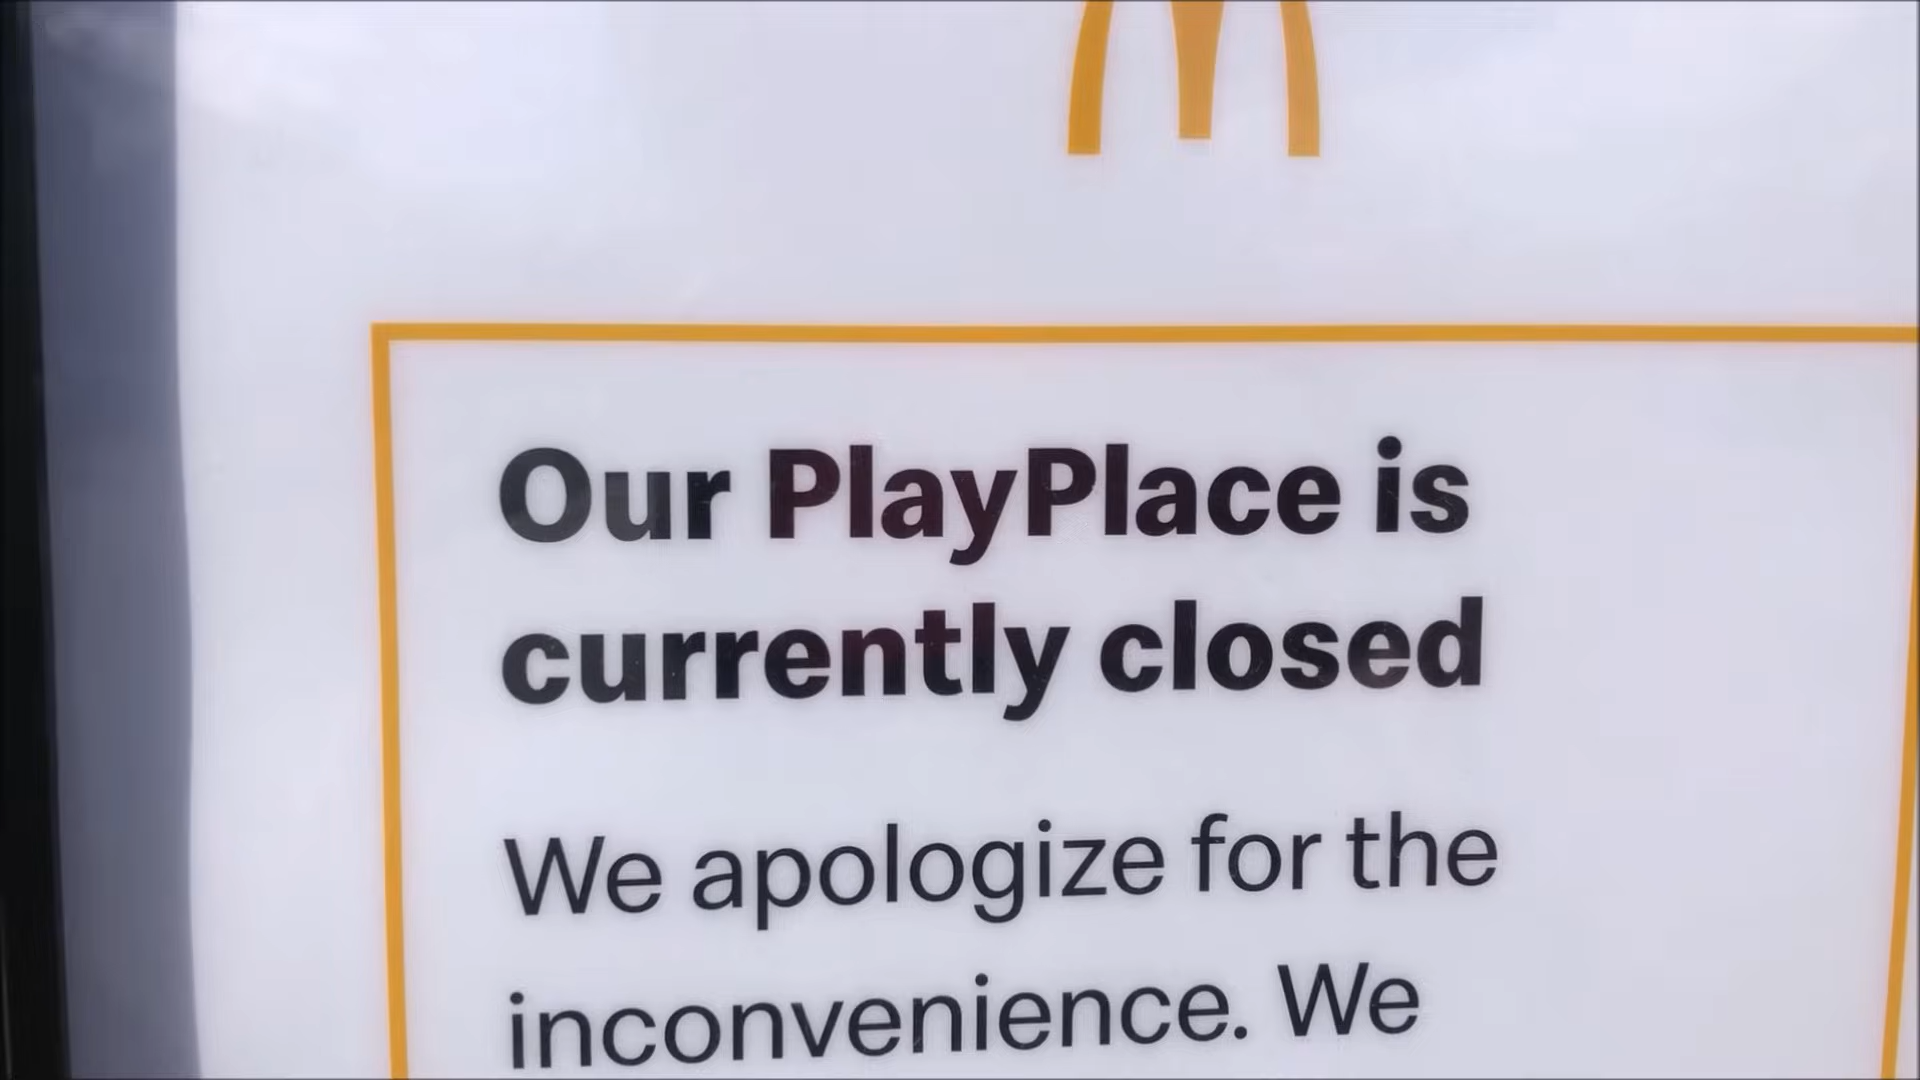 Our PlayPlace is
currently closed
We apologize for the
inconvenience. We